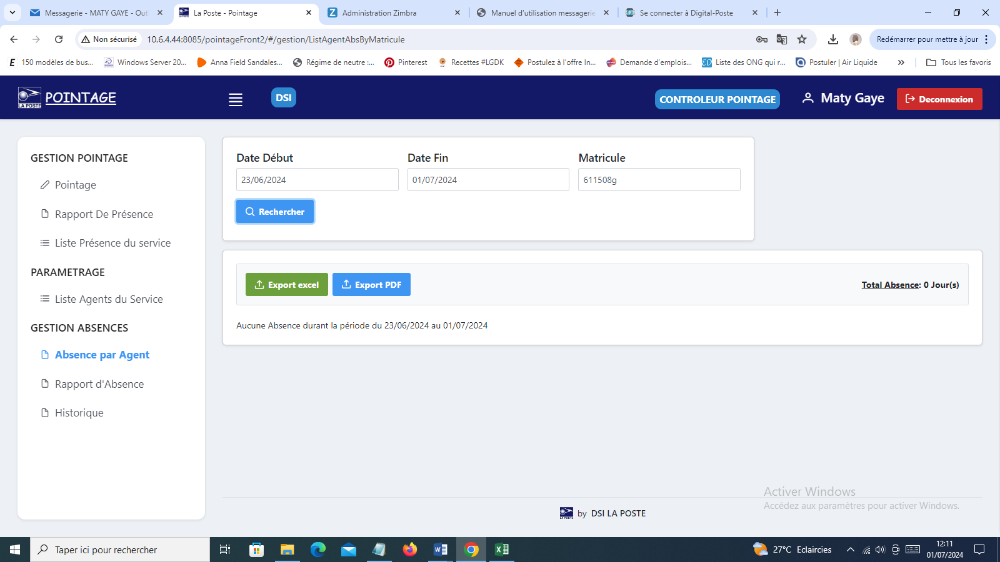 Messagerie - MATY GAYE - Out
La Poste - Pointage
Administration Zimbra
Manuel d'utilisation messagerie
Se connecter à Digital-Poste
Non sécurisé
10.6.4.44:8085/pointageFront2/#/gestion/ListAgentAbsByMatricule
Redémarrer pour mettre à jour
150 modèles de bus...
Windows Server 20...
Anna Field Sandales...
Régime de neutre :...
Pinterest
Recettes #LGDK
Postulez à l'offre In...
Demande d'emplois...
Liste des ONG qui r...
Postuler | Air Liquide
Tous les favoris
LA POSTE
POINTAGE
DSI
CONTROLEUR POINTAGE
Maty Gaye
Deconnexion
GESTION POINTAGE
Pointage
Rapport De Présence
Liste Présence du service
PARAMETRAGE
Liste Agents du Service
GESTION ABSENCES
Absence par Agent
Rapport d'Absence
Historique
Date Début
Date Fin
Matricule
23/06/2024
01/07/2024
611508g
Rechercher
Export excel
Export PDF
Total Absence: 0 Jour(s)
Aucune Absence durant la période du 23/06/2024 au 01/07/2024
Activer Windows
Accédez aux paramètres pour activer Windows.
by DSI LA POSTE
Taper ici pour rechercher
27°C Eclaircies
12:11
01/07/2024